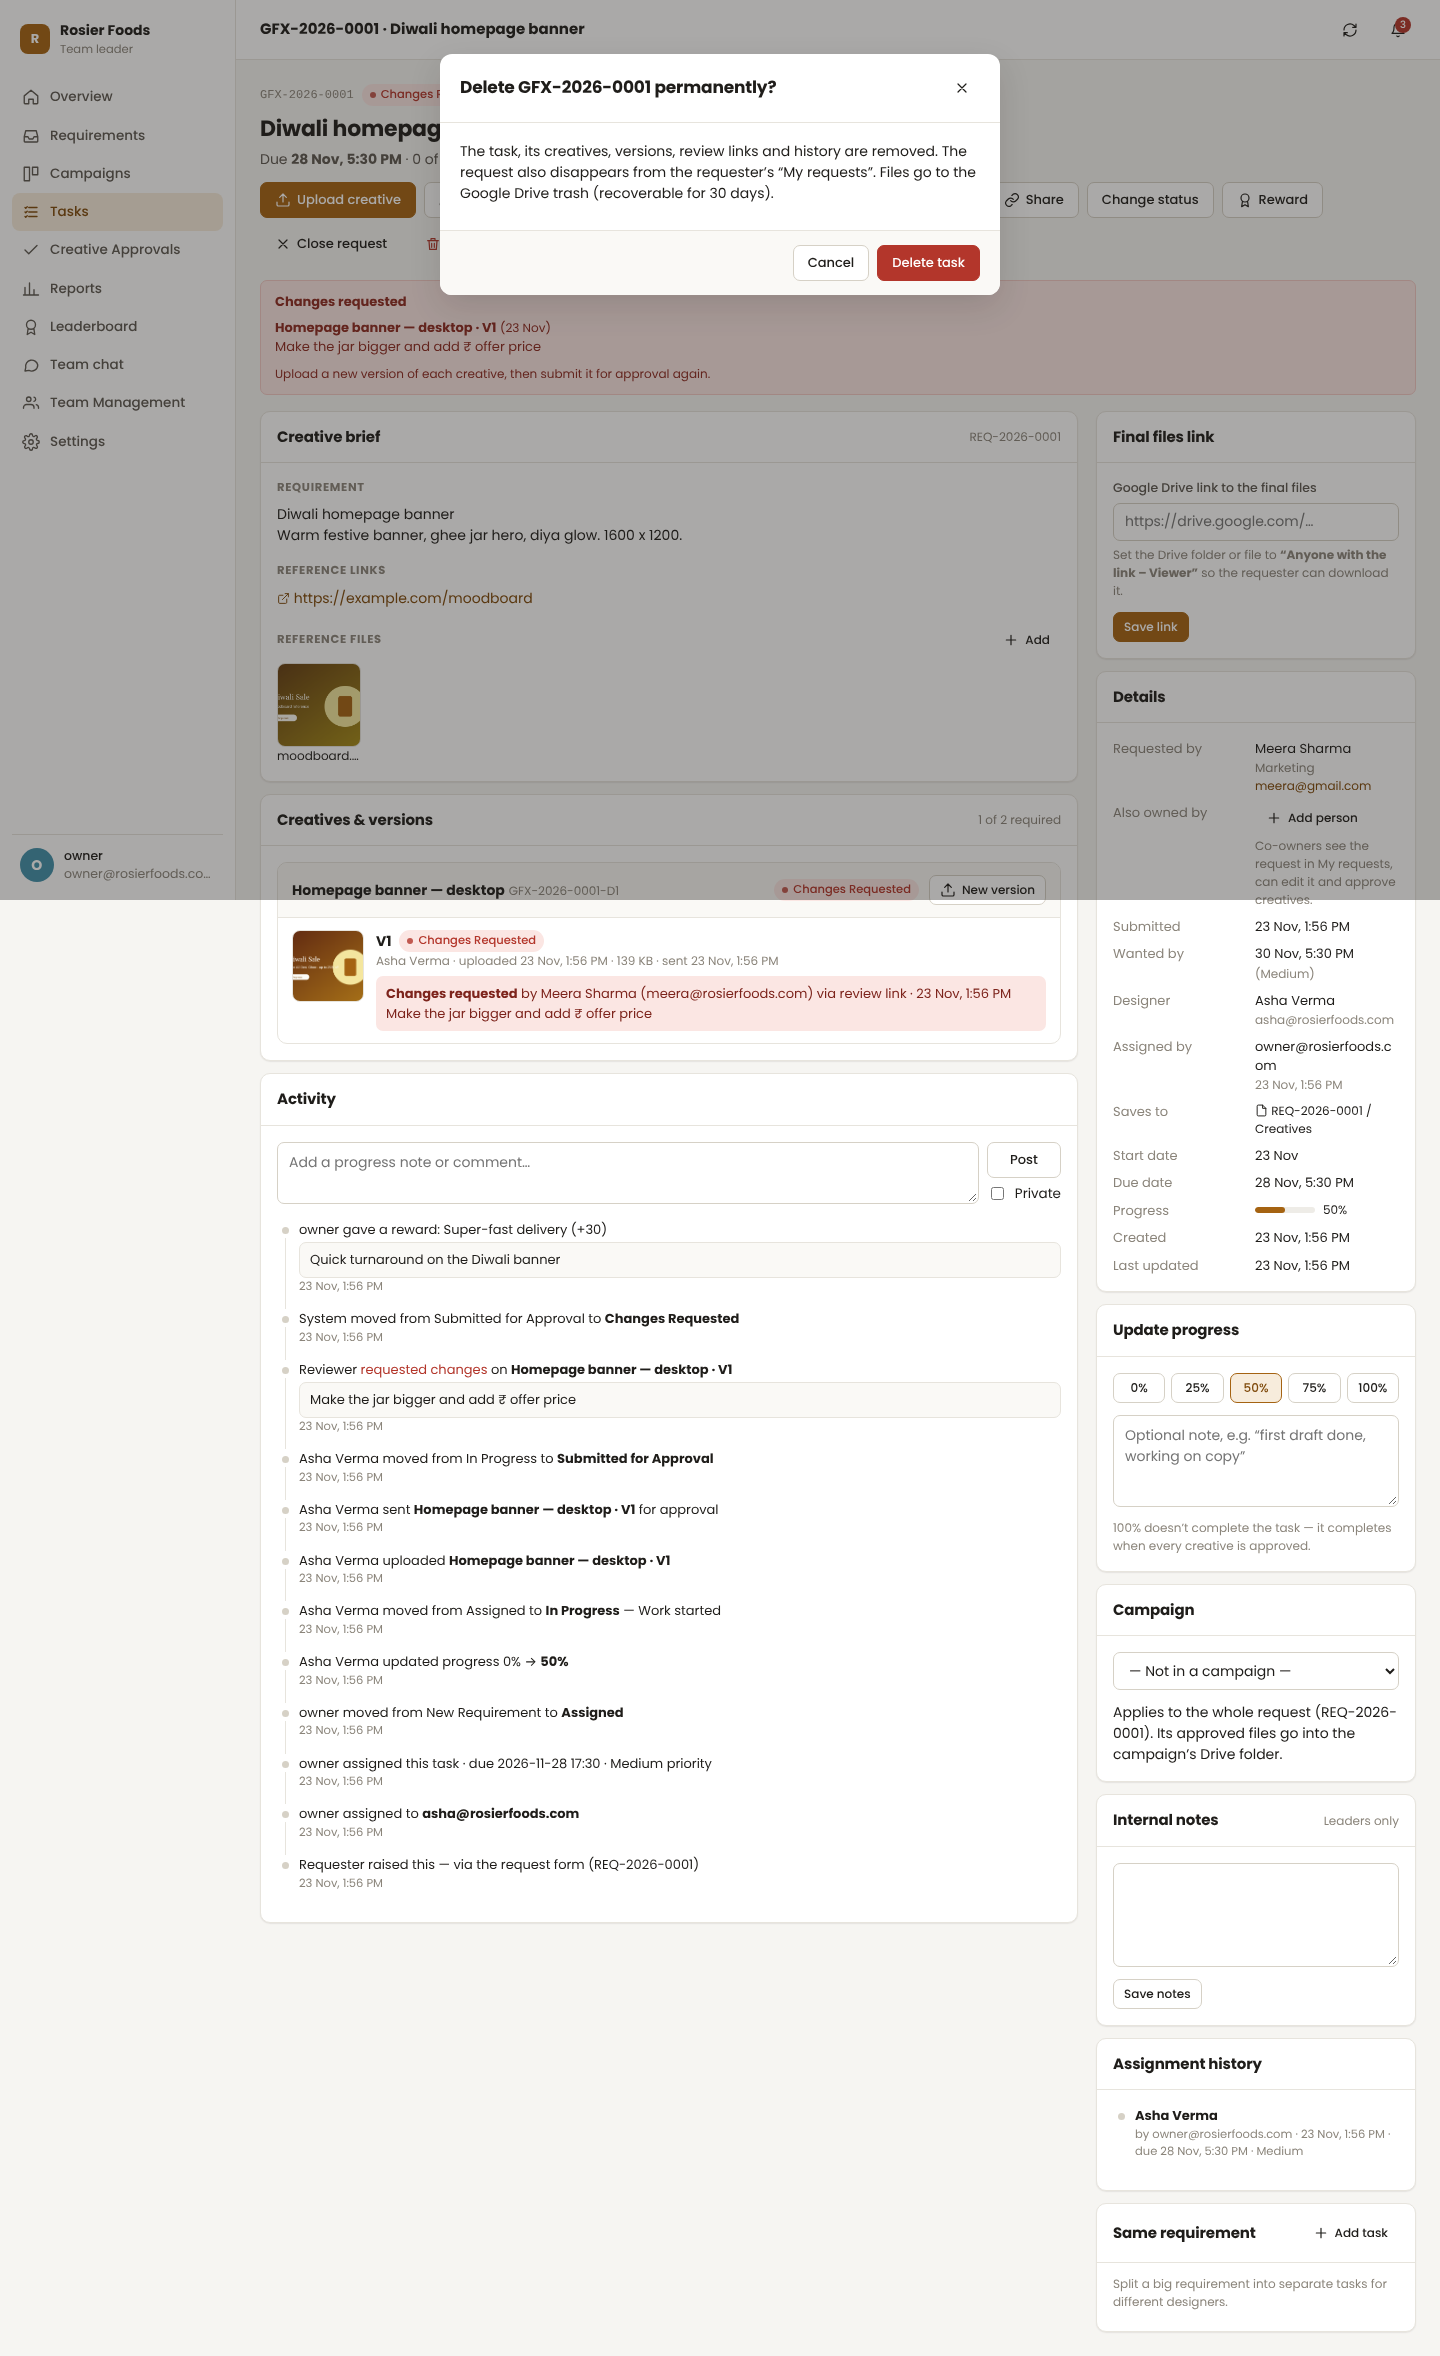 R
Rosier Foods
Team leader
Overview
Requirements
Campaigns
Tasks
Creative Approvals
Reports
Leaderboard
Team chat
Team Management
Settings
O
owner
owner@rosierfoods.co...
GFX-2026-0001 · Diwali homepage banner
3
GFX-2026-0001
Changes
Diwali homepag
Due 28 Nov, 5:30 PM · 0 of
Upload creative
Share
Change status
Reward
Close request
Delete GFX-2026-0001 permanently?
The task, its creatives, versions, review links and history are removed. The
request also disappears from the requester’s “My requests”. Files go to the
Google Drive trash (recoverable for 30 days).
Cancel
Delete task
Changes requested
Homepage banner — desktop · V1 (23 Nov)
Make the jar bigger and add ₹ offer price
Upload a new version of each creative, then submit it for approval again.
Creative brief
REQ-2026-0001
REQUIREMENT
Diwali homepage banner
Warm festive banner, ghee jar hero, diya glow. 1600 x 1200.
REFERENCE LINKS
https://example.com/moodboard
REFERENCE FILES
Add
iwali Sale
moodboard....
Creatives & versions
1 of 2 required
Homepage banner — desktop GFX-2026-0001-D1
Changes Requested
New version
iwali Sale
V1
Changes Requested
Asha Verma · uploaded 23 Nov, 1:56 PM · 139 KB · sent 23 Nov, 1:56 PM
Changes requested by Meera Sharma (meera@rosierfoods.com) via review link · 23 Nov, 1:56 PM
Make the jar bigger and add ₹ offer price
Activity
Add a progress note or comment...
Post
Private
owner gave a reward: Super-fast delivery (+30)
Quick turnaround on the Diwali banner
23 Nov, 1:56 PM
System moved from Submitted for Approval to Changes Requested
23 Nov, 1:56 PM
Reviewer requested changes on Homepage banner — desktop · V1
Make the jar bigger and add ₹ offer price
23 Nov, 1:56 PM
Asha Verma moved from In Progress to Submitted for Approval
23 Nov, 1:56 PM
Asha Verma sent Homepage banner — desktop · V1 for approval
23 Nov, 1:56 PM
Asha Verma uploaded Homepage banner — desktop · V1
23 Nov, 1:56 PM
Asha Verma moved from Assigned to In Progress — Work started
23 Nov, 1:56 PM
Asha Verma updated progress 0% → 50%
23 Nov, 1:56 PM
owner moved from New Requirement to Assigned
23 Nov, 1:56 PM
owner assigned this task · due 2026-11-28 17:30 · Medium priority
23 Nov, 1:56 PM
owner assigned to asha@rosierfoods.com
23 Nov, 1:56 PM
Requester raised this — via the request form (REQ-2026-0001)
23 Nov, 1:56 PM
Final files link
Google Drive link to the final files
https://drive.google.com/...
Set the Drive folder or file to “Anyone with the
link – Viewer” so the requester can download
it.
Save link
Details
Requested by
Meera Sharma
Marketing
meera@gmail.com
Also owned by
Add person
Co-owners see the
request in My requests,
can edit it and approve
creatives.
Submitted
23 Nov, 1:56 PM
Wanted by
30 Nov, 5:30 PM
(Medium)
Designer
Asha Verma
asha@rosierfoods.com
Assigned by
owner@rosierfoods.c
om
23 Nov, 1:56 PM
Saves to
REQ-2026-0001 /
Creatives
Start date
23 Nov
Due date
28 Nov, 5:30 PM
Progress
50%
Created
23 Nov, 1:56 PM
Last updated
23 Nov, 1:56 PM
Update progress
0%
25%
50%
75%
100%
Optional note, e.g. “first draft done,
working on copy”
100% doesn’t complete the task — it completes
when every creative is approved.
Campaign
— Not in a campaign —
Applies to the whole request (REQ-2026-
0001). Its approved files go into the
campaign’s Drive folder.
Internal notes
Leaders only
Save notes
Assignment history
Asha Verma
by owner@rosierfoods.com · 23 Nov, 1:56 PM ·
due 28 Nov, 5:30 PM · Medium
Same requirement
Add task
Split a big requirement into separate tasks for
different designers.